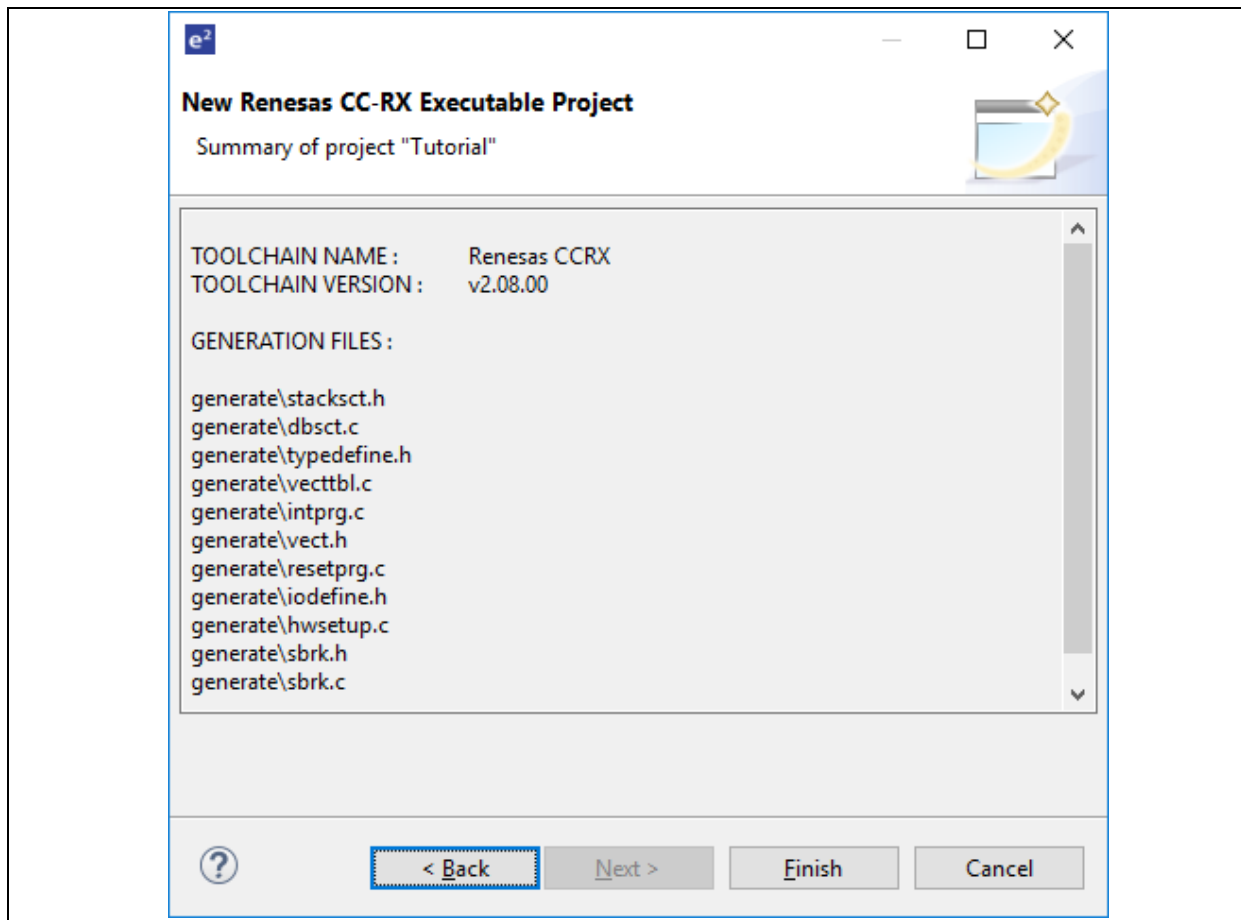 e²
New Renesas CC-RX Executable Project
Summary of project "Tutorial"
TOOLCHAIN NAME : Renesas CCRX
TOOLCHAIN VERSION : v2.08.00
GENERATION FILES :
generate\stacksct.h
generate\dbsct.c
generate\typedefine.h
generate\vecttbl.c
generate\intprg.c
generate\vect.h
generate\resetprg.c
generate\iodefine.h
generate\hwsetup.c
generate\sbrk.h
generate\sbrk.c
? < Back Next > Finish Cancel